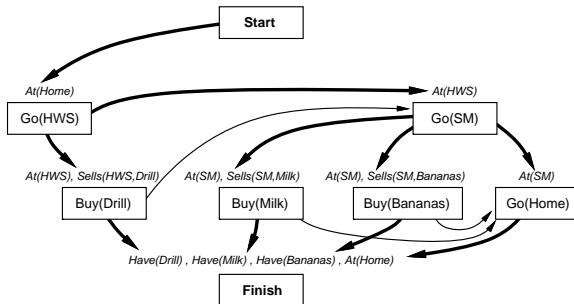 Start
At(Home)
At(HWS)
Go(HWS)
Go(SM)
At(HWS), Sells(HWS,Drill)
At(SM), Sells(SM,Milk)
At(SM), Sells(SM,Bananas)
At(SM)
Buy(Drill)
Buy(Milk)
Buy(Bananas)
Go(Home)
Have(Drill) , Have(Milk) , Have(Bananas) , At(Home)
Finish